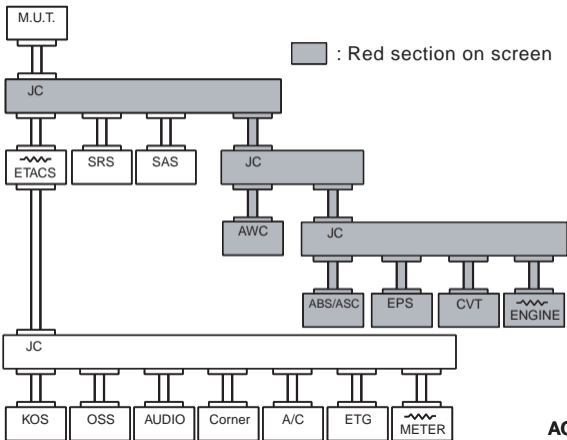 M.U.T.
: Red section on screen
JC
ETACS
SRS
SAS
JC
AWC
JC
ABS/ASC
EPS
CVT
ENGINE
JC
KOS
OSS
AUDIO
Corner
A/C
ETG
METER